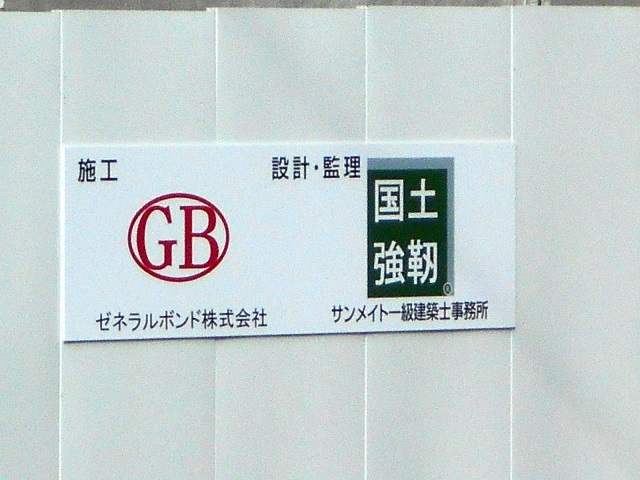 施工
GB
ゼネラルボンド株式会社
設計・監理
国土
強靱
®
サンメイト一級建築士事務所